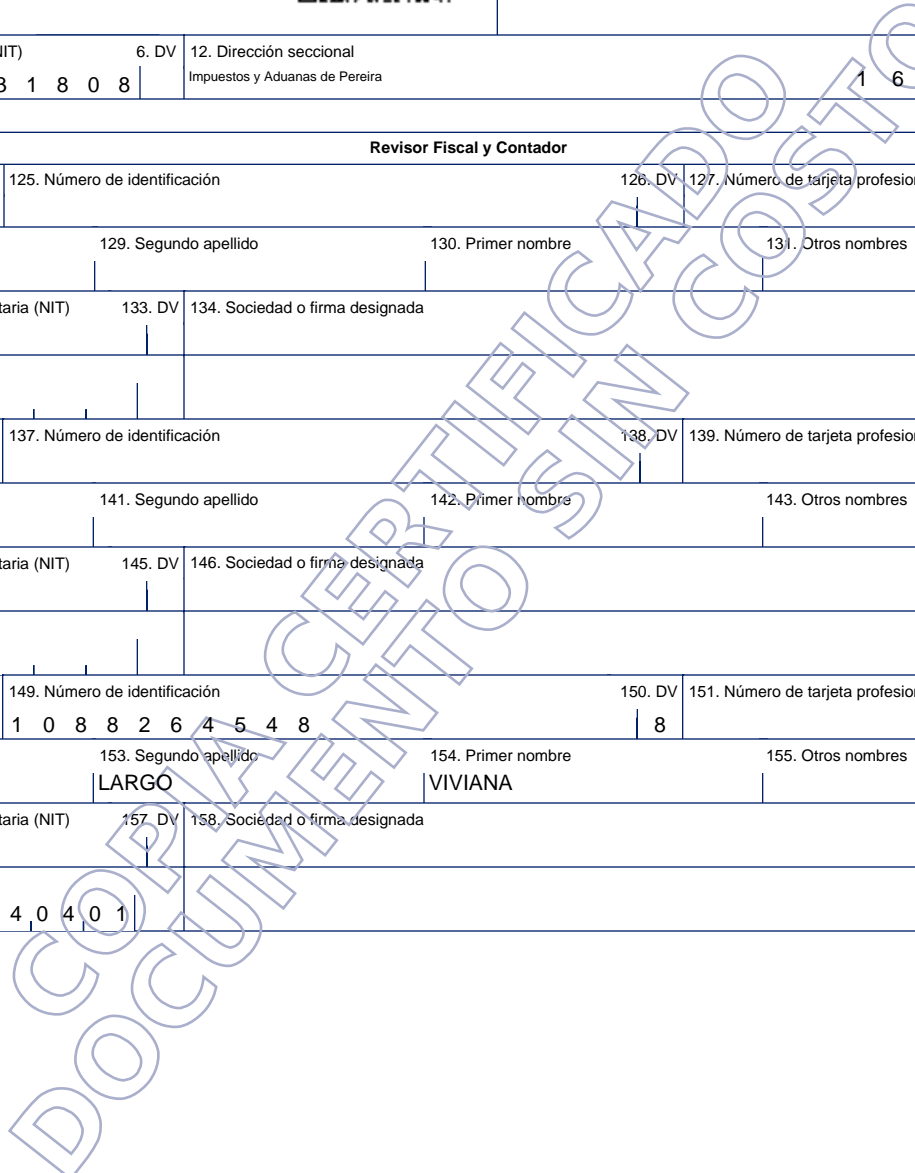 NIT) 6. DV 12. Dirección seccional
3 1 8 0 8 Impuestos y Aduanas de Pereira 1 6
Revisor Fiscal y Contador
125. Número de identificación 126. DV 127. Número de tarjeta profesion
129. Segundo apellido 130. Primer nombre 131. Otros nombres
taria (NIT) 133. DV 134. Sociedad o firma designada
137. Número de identificación 138. DV 139. Número de tarjeta profesion
141. Segundo apellido 142. Primer nombre 143. Otros nombres
taria (NIT) 145. DV 146. Sociedad o firma designada
149. Número de identificación 150. DV 151. Número de tarjeta profesion
1 0 8 8 2 6 4 5 4 8 8
153. Segundo apellido 154. Primer nombre 155. Otros nombres
LARGO VIVIANA
taria (NIT) 157. DV 158. Sociedad o firma designada
4 0 4 0 1
COPIA CERTIFICADO
DOCUMENTO SIN COSTO